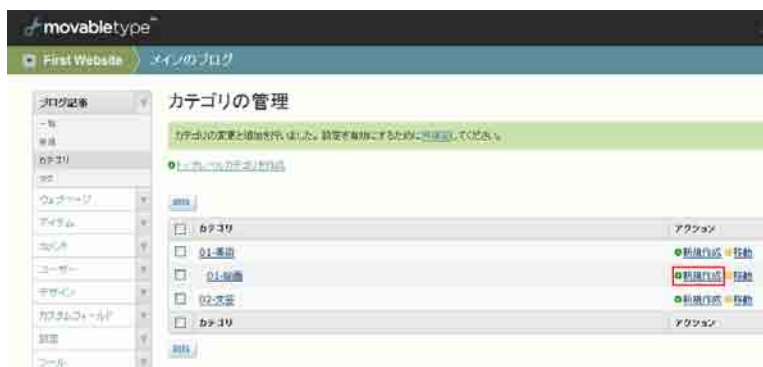 movabletype
First Website
メインのブログ
ブログ記事
一覧
新規
カテゴリ
ウェブページ
アイテム
コメント
ユーザー
デザイン
カスタムフィールド
設定
ツール
カテゴリの管理
カテゴリの変更と追加を行いました。設定を有効にするために再構築してください。
トップレベルカテゴリを作成
削除
カテゴリ アクション
01-美術 新規作成 移動
01-絵画 新規作成 移動
02-文芸 新規作成 移動
カテゴリ アクション
削除